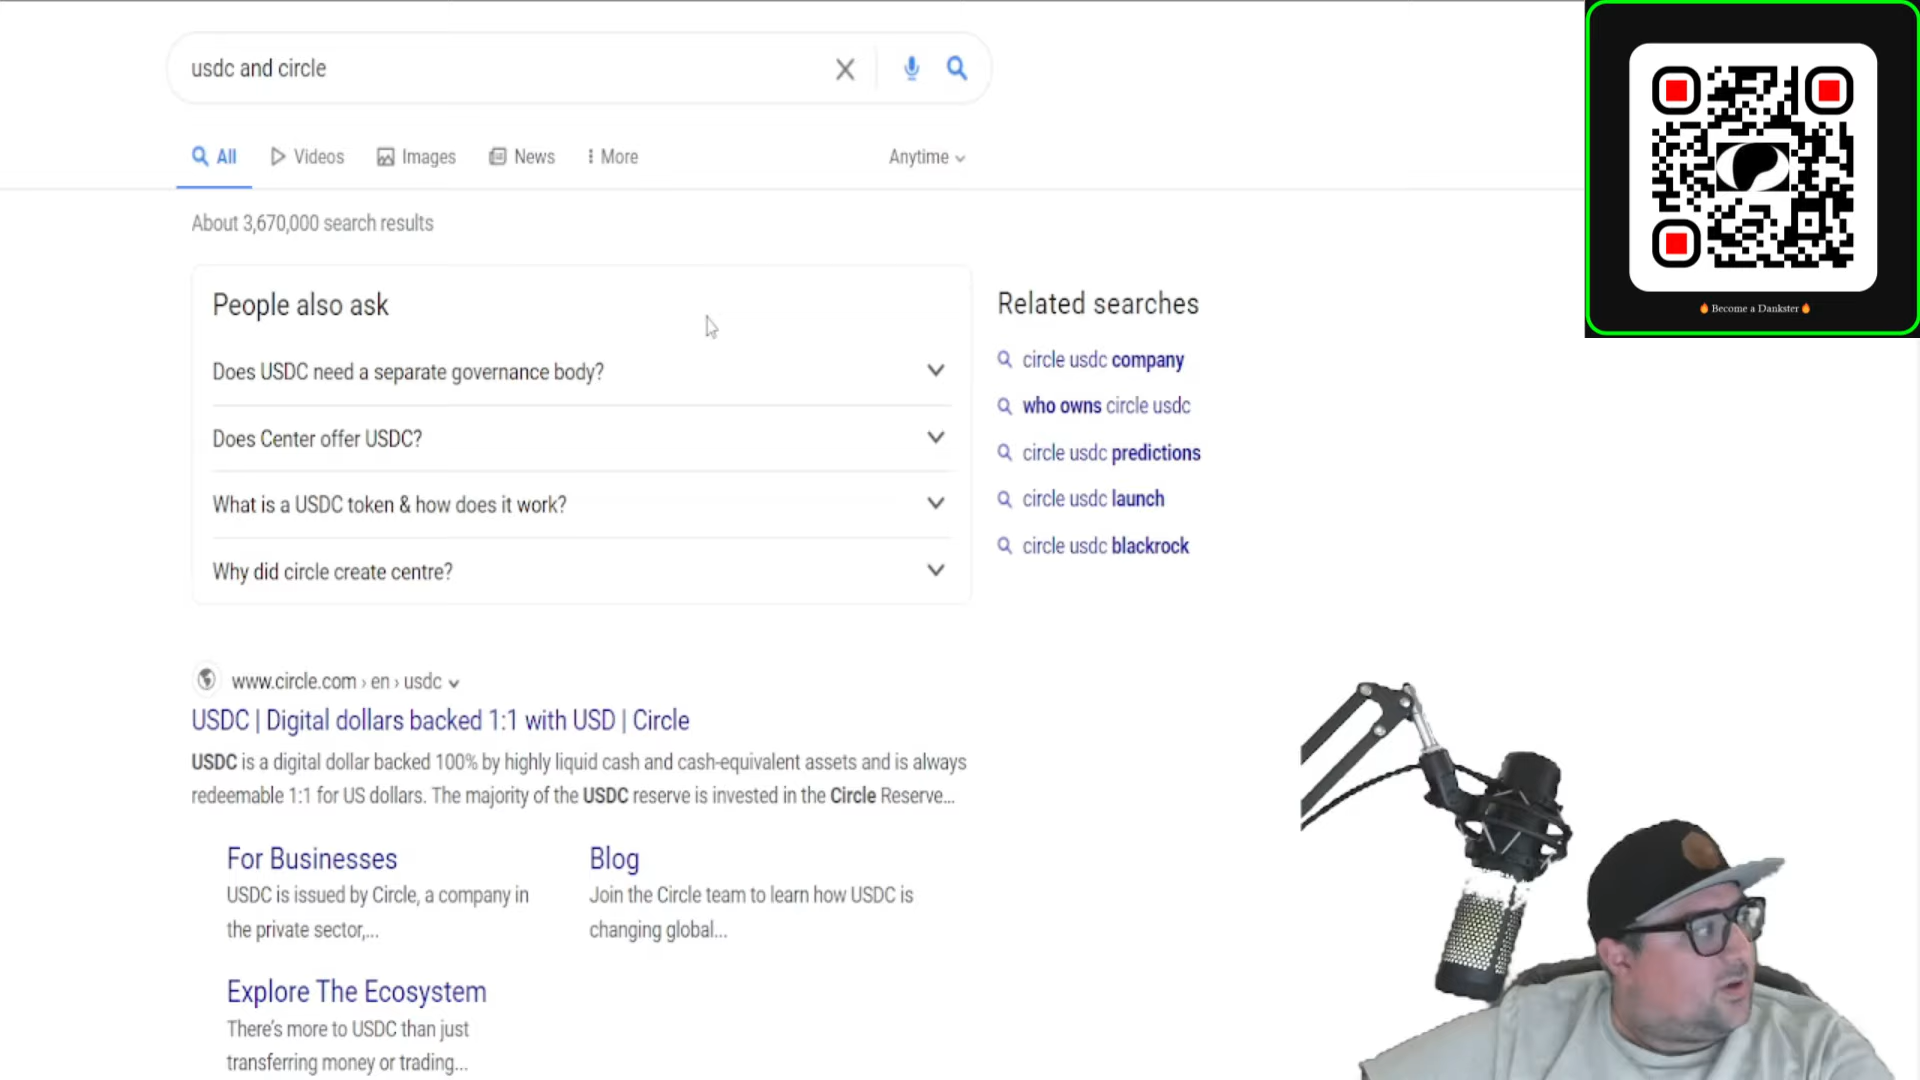 usdc and circle
All
Videos
Images
News
More
Anytime
About 3,670,000 search results
People also ask
Does USDC need a separate governance body?
Does Center offer USDC?
What is a USDC token & how does it work?
Why did circle create centre?
Related searches
circle usdc company
who owns circle usdc
circle usdc predictions
circle usdc launch
circle usdc blackrock
www.circle.com › en › usdc
USDC | Digital dollars backed 1:1 with USD | Circle
USDC is a digital dollar backed 100% by highly liquid cash and cash-equivalent assets and is always
redeemable 1:1 for US dollars. The majority of the USDC reserve is invested in the Circle Reserve...
For Businesses
USDC is issued by Circle, a company in
the private sector,...
Blog
Join the Circle team to learn how USDC is
changing global...
Explore The Ecosystem
There's more to USDC than just
transferring money or trading...
🔥 Become a Dankster 🔥